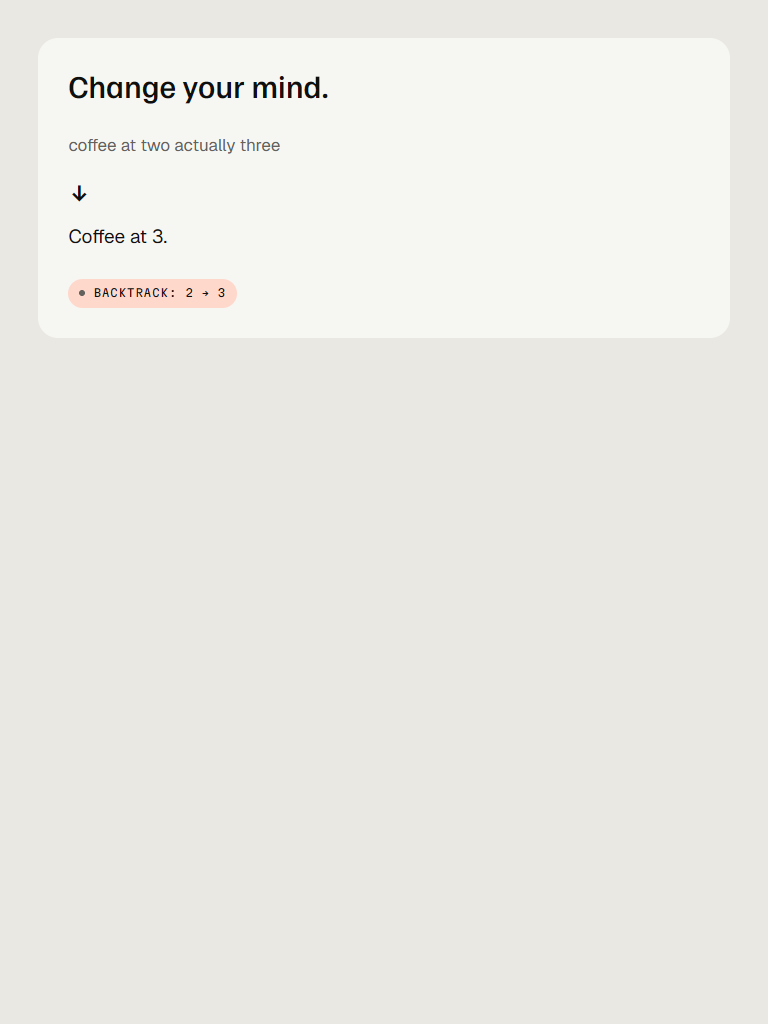 Change your mind.
coffee at two actually three
↓
Coffee at 3.
BACKTRACK: 2 → 3